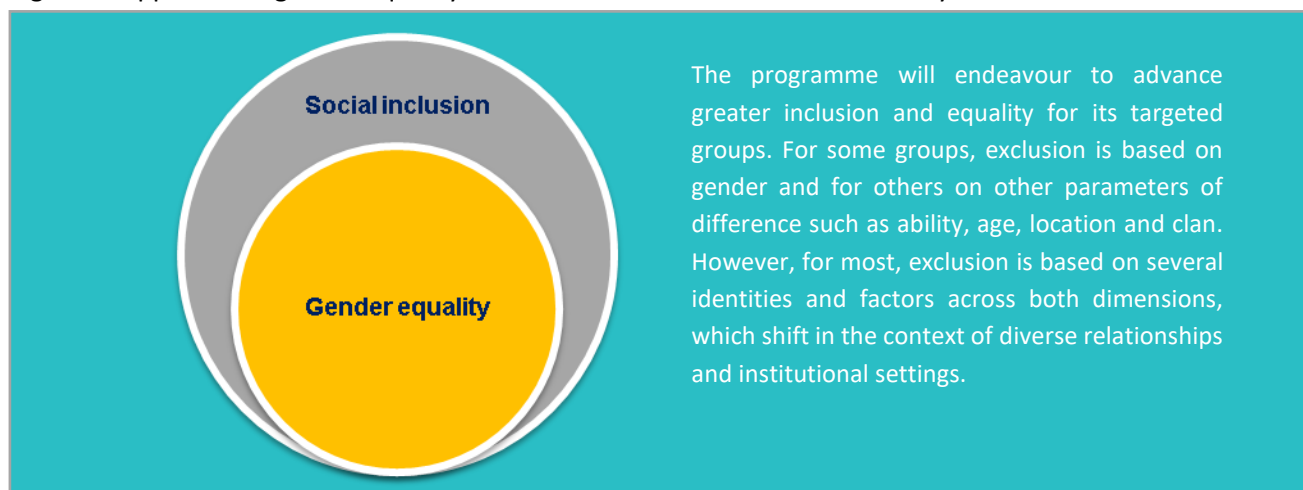 Social inclusion
Gender equality
The programme will endeavour to advance
greater inclusion and equality for its targeted
groups. For some groups, exclusion is based on
gender and for others on other parameters of
difference such as ability, age, location and clan.
However, for most, exclusion is based on several
identities and factors across both dimensions,
which shift in the context of diverse relationships
and institutional settings.